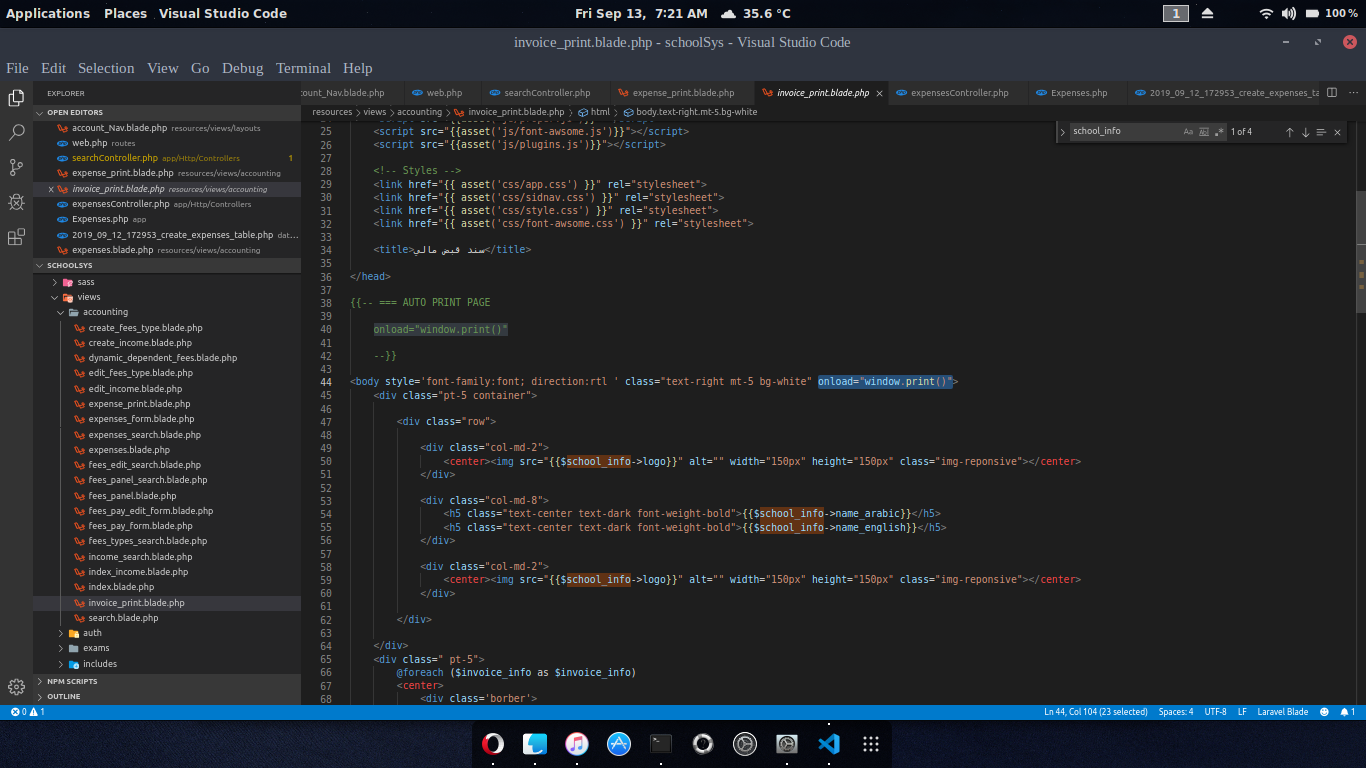 Applications Places Visual Studio Code Fri Sep 13, 7:21 AM 35.6 °C 1 100 %
invoice_print.blade.php - schoolSys - Visual Studio Code
File Edit Selection View Go Debug Terminal Help
EXPLORER
OPEN EDITORS
account_Nav.blade.php resources/views/layouts
web.php routes
searchController.php app/Http/Controllers 1
expense_print.blade.php resources/views/accounting
x invoice_print.blade.php resources/views/accounting
expensesController.php app/Http/Controllers
Expenses.php app
2019_09_12_172953_create_expenses_table.php dat...
expenses.blade.php resources/views/accounting
SCHOOLSYS
sass
views
accounting
create_fees_type.blade.php
create_income.blade.php
dynamic_dependent_fees.blade.php
edit_fees_type.blade.php
edit_income.blade.php
expense_print.blade.php
expenses_form.blade.php
expenses_search.blade.php
expenses.blade.php
fees_edit_search.blade.php
fees_panel_search.blade.php
fees_panel.blade.php
fees_pay_edit_form.blade.php
fees_pay_form.blade.php
fees_types_search.blade.php
income_search.blade.php
index_income.blade.php
index.blade.php
invoice_print.blade.php
search.blade.php
auth
exams
includes
NPM SCRIPTS
OUTLINE
ount_Nav.blade.php web.php searchController.php expense_print.blade.php invoice_print.blade.php × expensesController.php Expenses.php 2019_09_12_172953_create_expenses_ta
resources > views > accounting > invoice_print.blade.php > html > body.text-right.mt-5.bg-white
school_info Aa 1 of 4
25 <script src="{{asset('js/font-awsome.js')}}"></script>
26 <script src="{{asset('js/plugins.js')}}"></script>
27
28 <!-- Styles -->
29 <link href="{{ asset('css/app.css') }}" rel="stylesheet">
30 <link href="{{ asset('css/sidnav.css') }}" rel="stylesheet">
31 <link href="{{ asset('css/style.css') }}" rel="stylesheet">
32 <link href="{{ asset('css/font-awsome.css') }}" rel="stylesheet">
33
34 <title>سند قبض مالي</title>
35
36 </head>
37
38 {{-- === AUTO PRINT PAGE
39
40 onload="window.print()"
41
42 --}}
43
44 <body style='font-family:font; direction:rtl ' class="text-right mt-5 bg-white" onload="window.print()">
45 <div class="pt-5 container">
46
47 <div class="row">
48
49 <div class="col-md-2">
50 <center><img src="{{$school_info->logo}}" alt="" width="150px" height="150px" class="img-reponsive"></center>
51 </div>
52
53 <div class="col-md-8">
54 <h5 class="text-center text-dark font-weight-bold">{{$school_info->name_arabic}}</h5>
55 <h5 class="text-center text-dark font-weight-bold">{{$school_info->name_english}}</h5>
56 </div>
57
58 <div class="col-md-2">
59 <center><img src="{{$school_info->logo}}" alt="" width="150px" height="150px" class="img-reponsive"></center>
60 </div>
61
62 </div>
63
64 </div>
65 <div class=" pt-5">
66 @foreach ($invoice_info as $invoice_info)
67 <center>
68 <div class='borber'>
0 1 Ln 44, Col 104 (23 selected) Spaces: 4 UTF-8 LF Laravel Blade 1